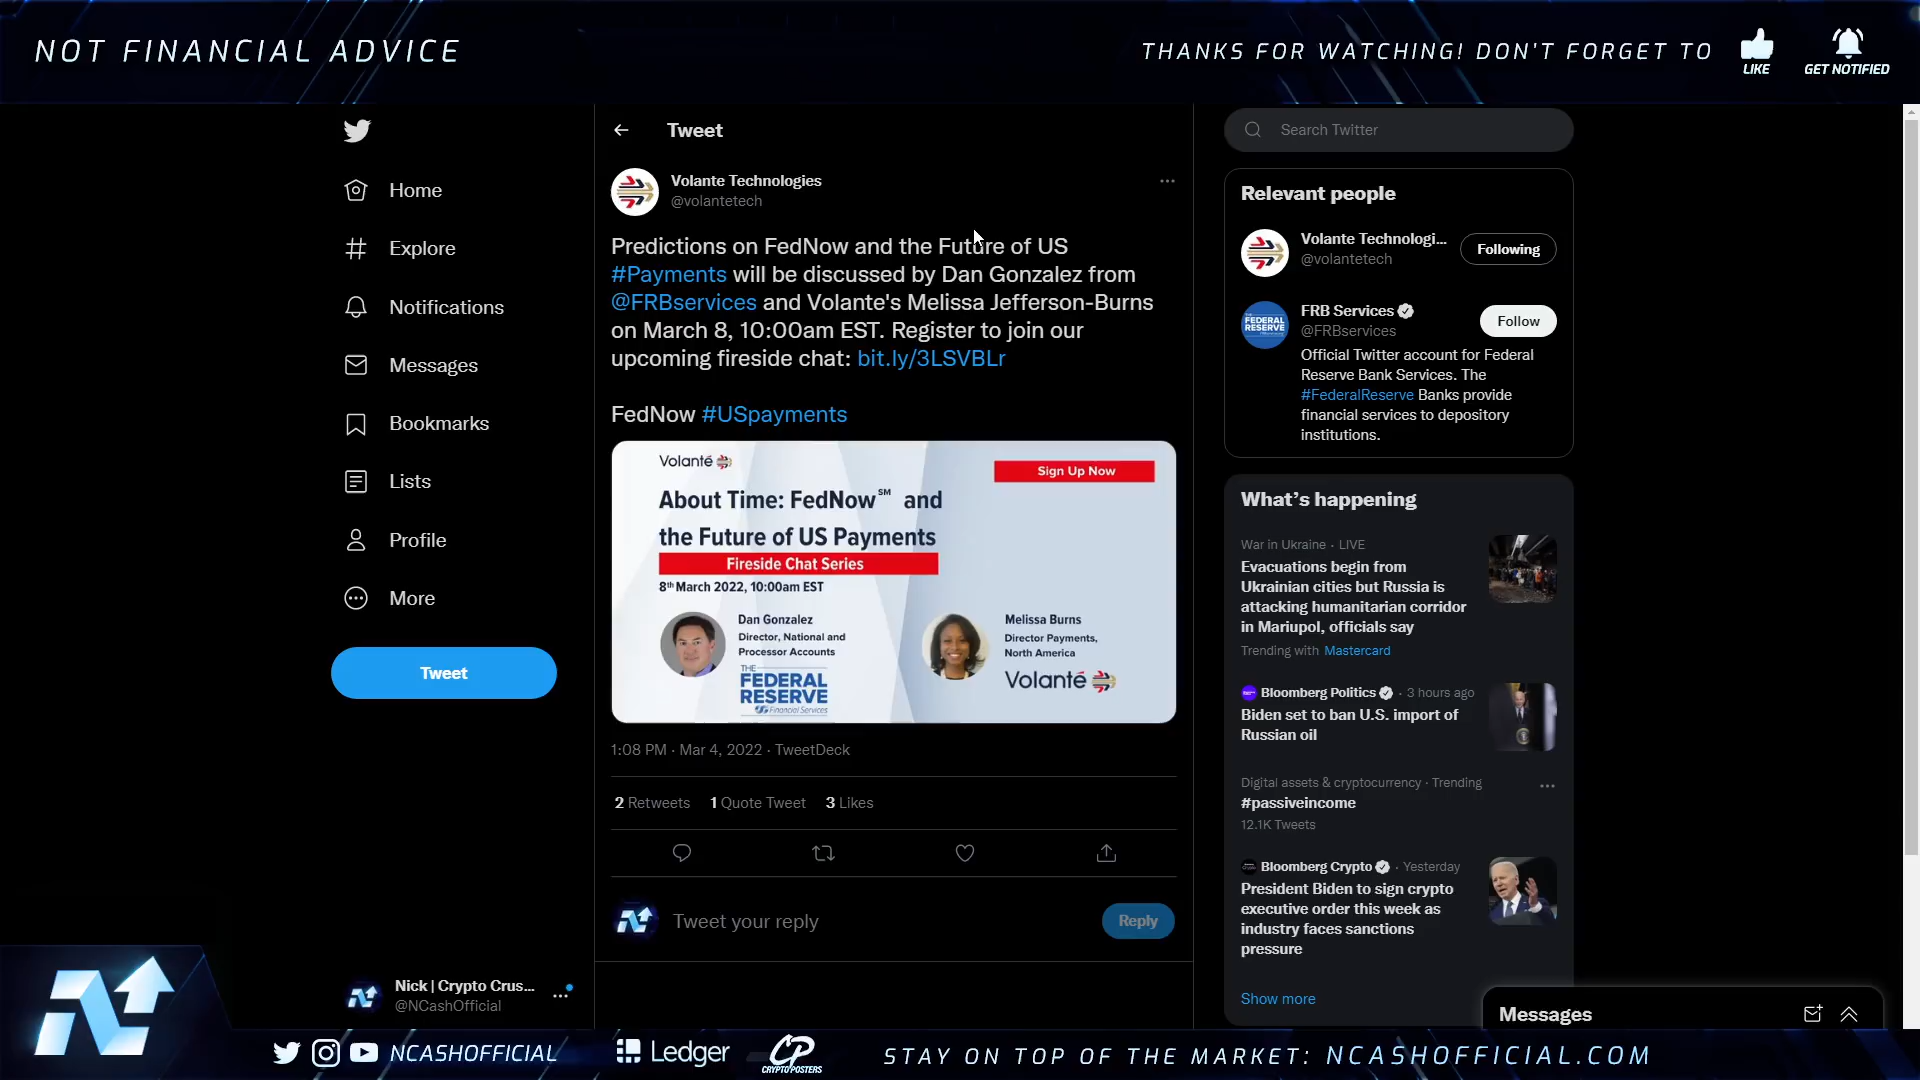 NOT FINANCIAL ADVICE
THANKS FOR WATCHING! DON'T FORGET TO
LIKE
GET NOTIFIED
Home
Explore
Notifications
Messages
Bookmarks
Lists
Profile
More
Tweet
Nick | Crypto Crus...
@NCashOfficial
Tweet
Volante Technologies
@volantetech
Predictions on FedNow and the Future of US
#Payments will be discussed by Dan Gonzalez from
@FRBservices and Volante's Melissa Jefferson-Burns
on March 8, 10:00am EST. Register to join our
upcoming fireside chat: bit.ly/3LSVBLr
FedNow #USpayments
Volanté
Sign Up Now
About Time: FedNow℠ and
the Future of US Payments
Fireside Chat Series
8th March 2022, 10:00am EST
Dan Gonzalez
Director, National and
Processor Accounts
THE
FEDERAL
RESERVE
Financial Services
Melissa Burns
Director Payments,
North America
Volanté
1:08 PM · Mar 4, 2022 · TweetDeck
2 Retweets 1 Quote Tweet 3 Likes
Tweet your reply
Reply
Search Twitter
Relevant people
Volante Technologi...
@volantetech
Following
FEDERAL
RESERVE
FRB Services
@FRBservices
Follow
Official Twitter account for Federal
Reserve Bank Services. The
#FederalReserve Banks provide
financial services to depository
institutions.
What's happening
War in Ukraine · LIVE
Evacuations begin from
Ukrainian cities but Russia is
attacking humanitarian corridor
in Mariupol, officials say
Trending with Mastercard
Bloomberg Politics · 3 hours ago
Biden set to ban U.S. import of
Russian oil
Digital assets & cryptocurrency · Trending
#passiveincome
12.1K Tweets
Bloomberg Crypto · Yesterday
President Biden to sign crypto
executive order this week as
industry faces sanctions
pressure
Show more
Messages
NCASHOFFICIAL
Ledger
CP
CRYPTOPOSTERS
STAY ON TOP OF THE MARKET: NCASHOFFICIAL.COM